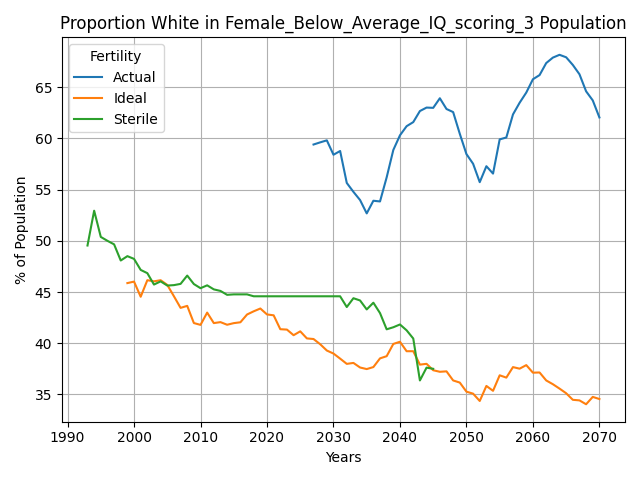 Proportion White in Female_Below_Average_IQ_scoring_3 Population
Fertility
Actual
Ideal
Sterile
% of Population
65
60
55
50
45
40
35
1990 2000 2010 2020 2030 2040 2050 2060 2070
Years